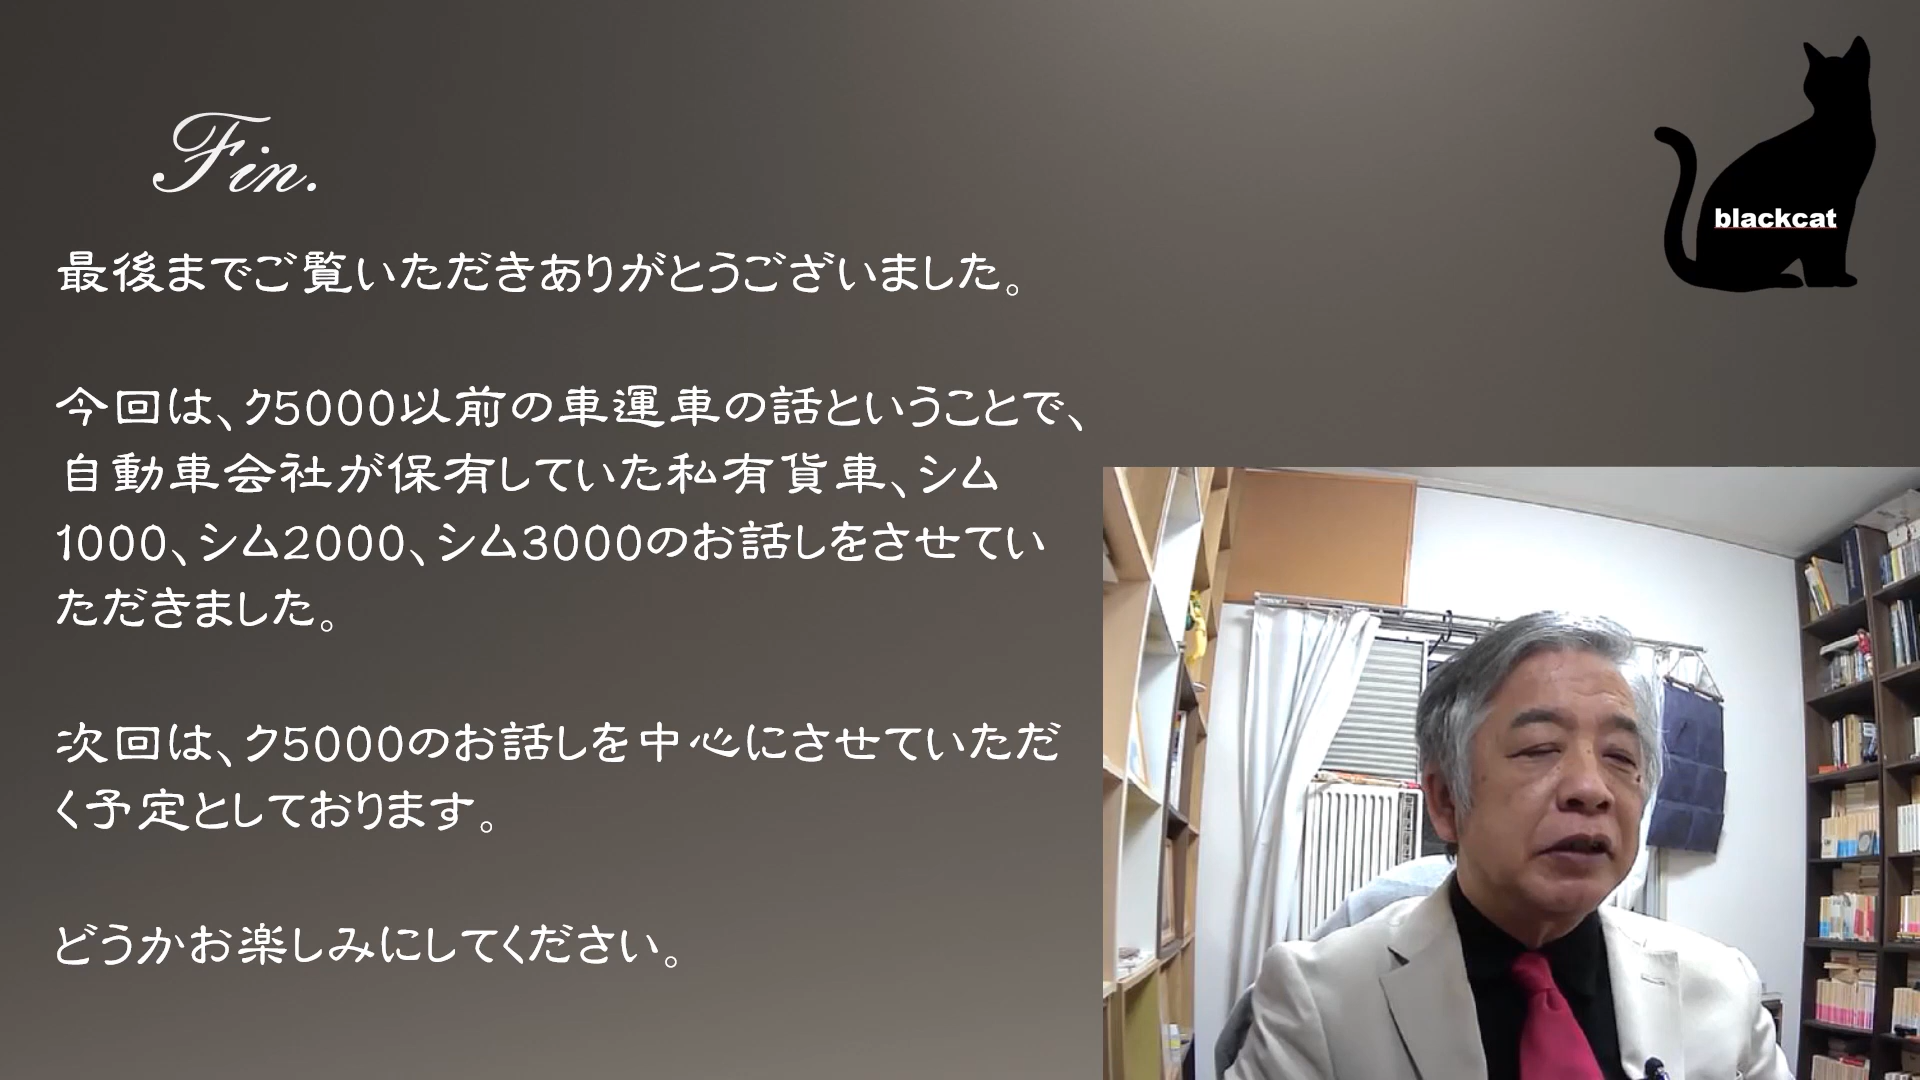 Fin.
blackcat
最後までご覧いただきありがとうございました。
今回は、ク5000以前の車運車の話ということで、
自動車会社が保有していた私有貨車、シム
1000、シム2000、シム3000のお話しをさせてい
ただきました。
次回は、ク5000のお話しを中心にさせていただ
く予定としております。
どうかお楽しみにしてください。